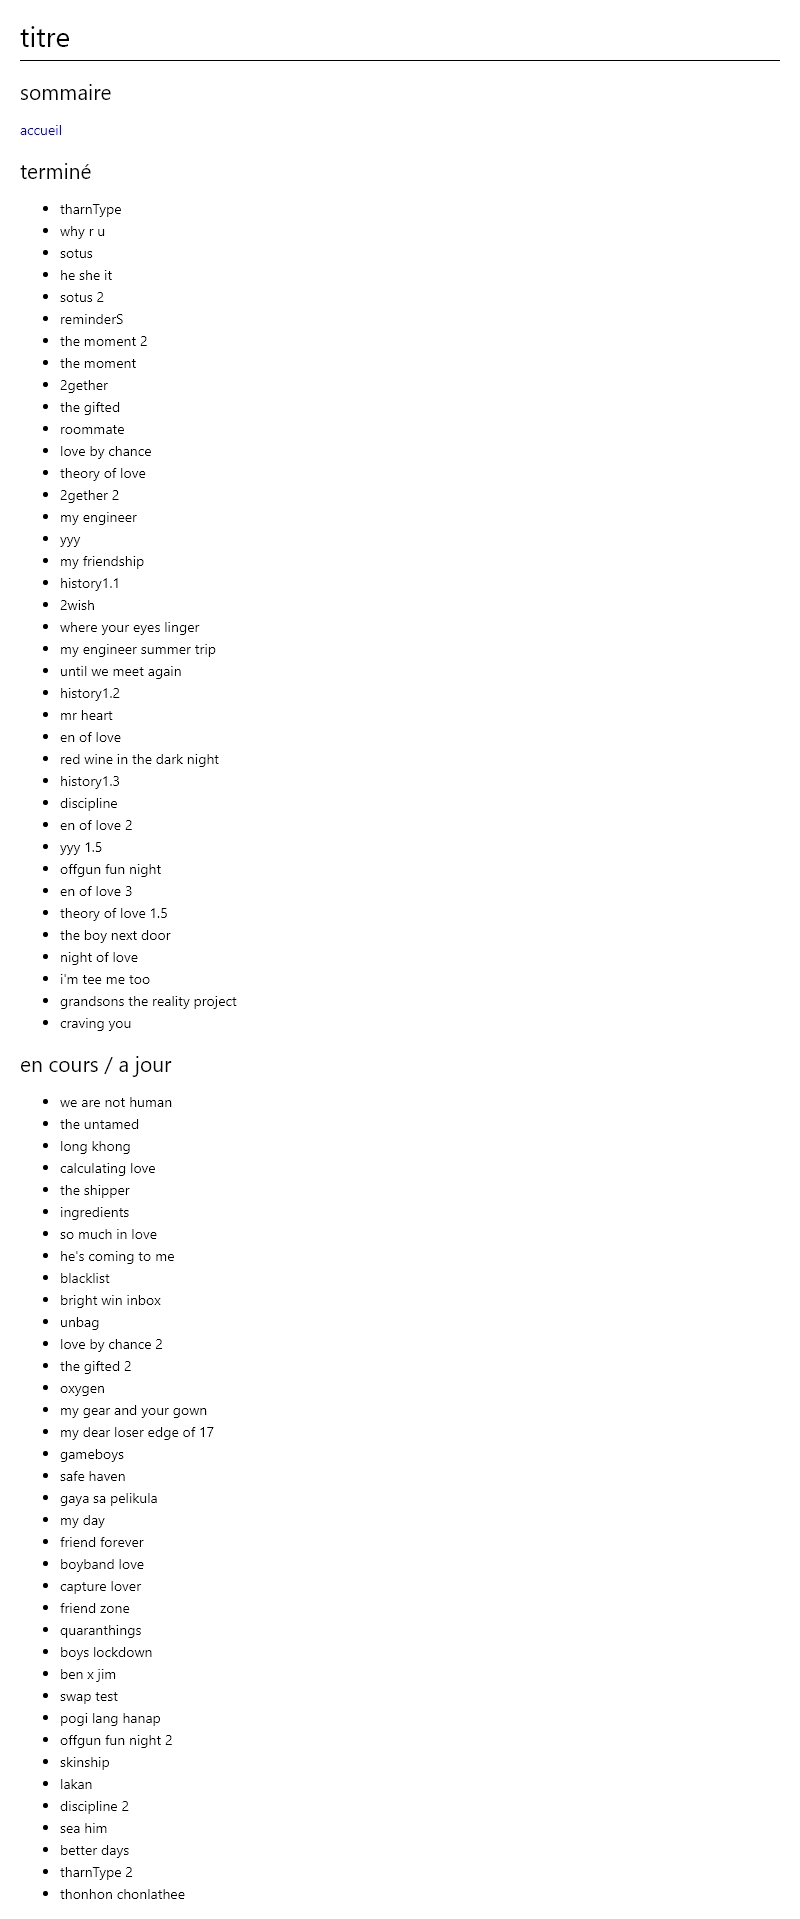 titre
sommaire
accueil
terminé
tharnType
why r u
sotus
he she it
sotus 2
reminderS
the moment 2
the moment
2gether
the gifted
roommate
love by chance
theory of love
2gether 2
my engineer
yyy
my friendship
history1.1
2wish
where your eyes linger
my engineer summer trip
until we meet again
history1.2
mr heart
en of love
red wine in the dark night
history1.3
discipline
en of love 2
yyy 1.5
offgun fun night
en of love 3
theory of love 1.5
the boy next door
night of love
i'm tee me too
grandsons the reality project
craving you
en cours / a jour
we are not human
the untamed
long khong
calculating love
the shipper
ingredients
so much in love
he's coming to me
blacklist
bright win inbox
unbag
love by chance 2
the gifted 2
oxygen
my gear and your gown
my dear loser edge of 17
gameboys
safe haven
gaya sa pelikula
my day
friend forever
boyband love
capture lover
friend zone
quaranthings
boys lockdown
ben x jim
swap test
pogi lang hanap
offgun fun night 2
skinship
lakan
discipline 2
sea him
better days
tharnType 2
thonhon chonlathee